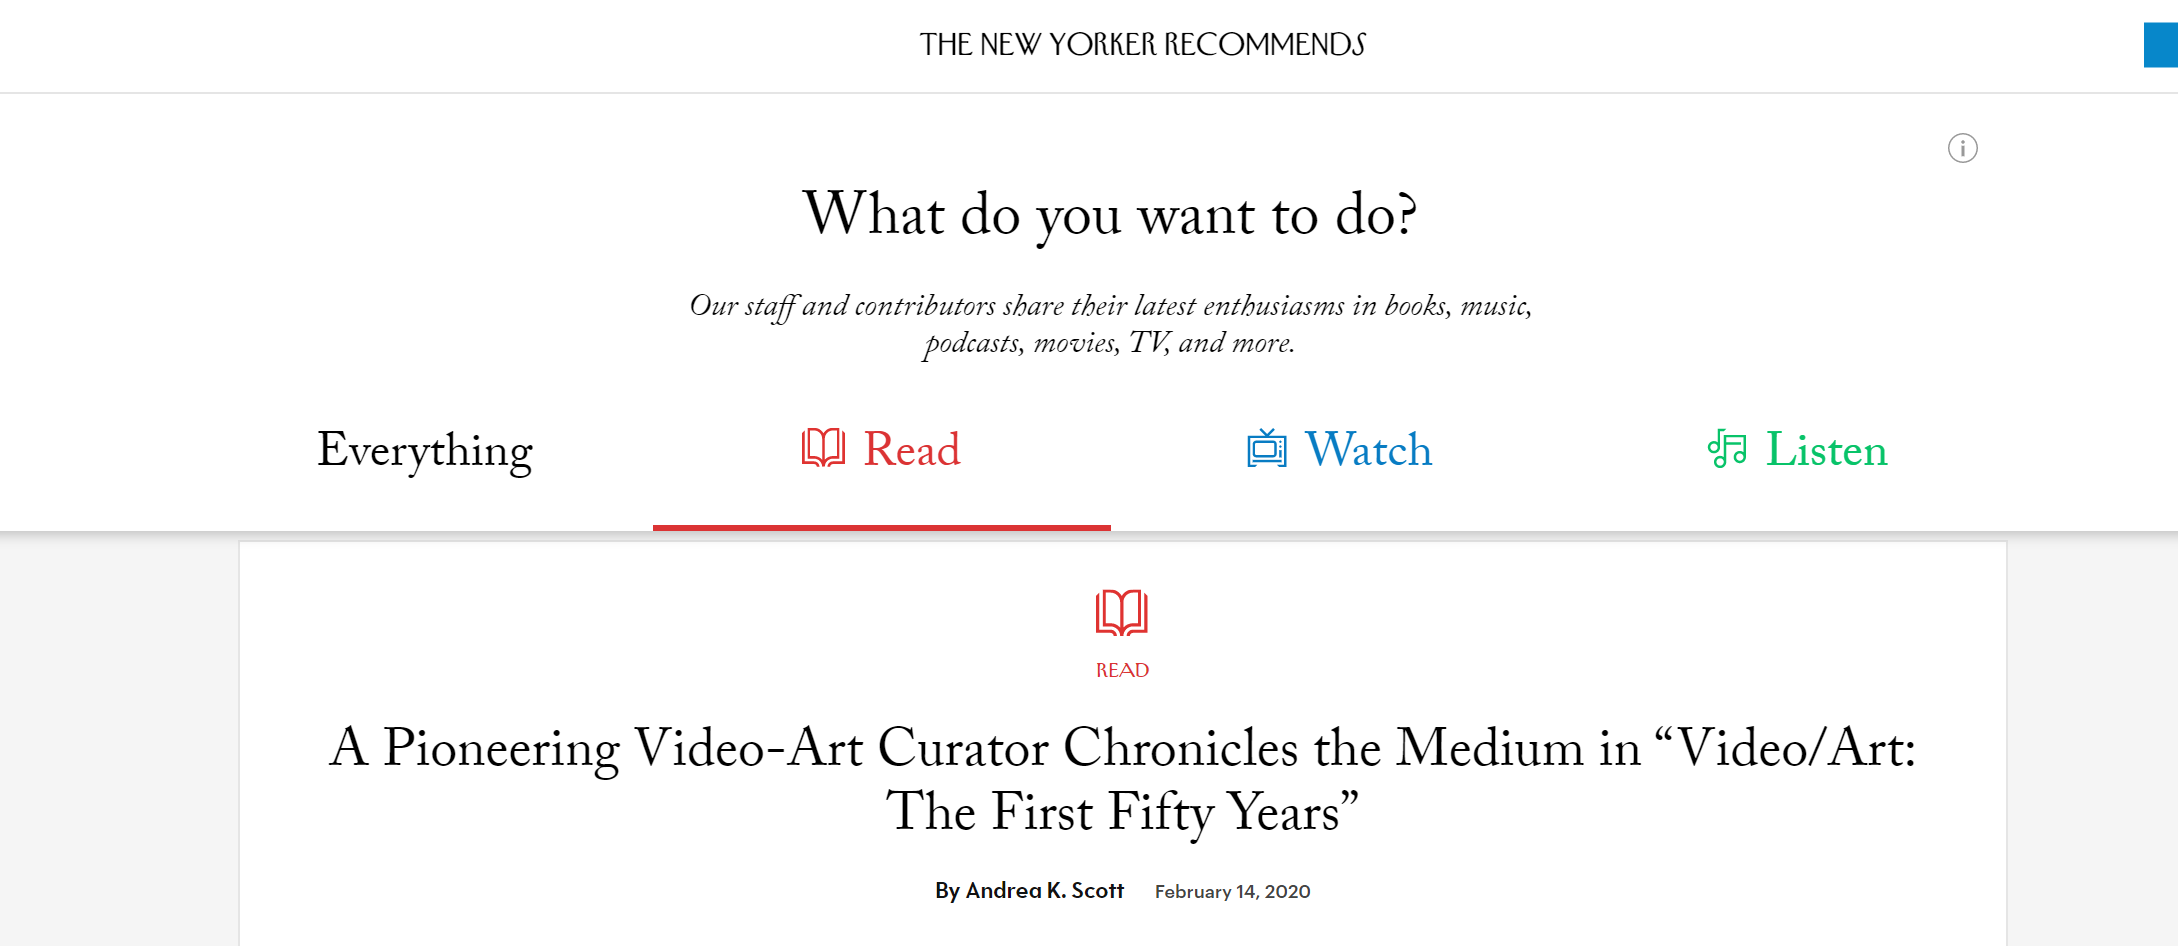 THE NEW YORKER RECOMMENDS
What do you want to do?
Our staff and contributors share their latest enthusiasms in books, music,
podcasts, movies, TV, and more.
Everything
Read
Watch
Listen
READ
A Pioneering Video-Art Curator Chronicles the Medium in “Video/Art:
The First Fifty Years”
By Andrea K. Scott February 14, 2020